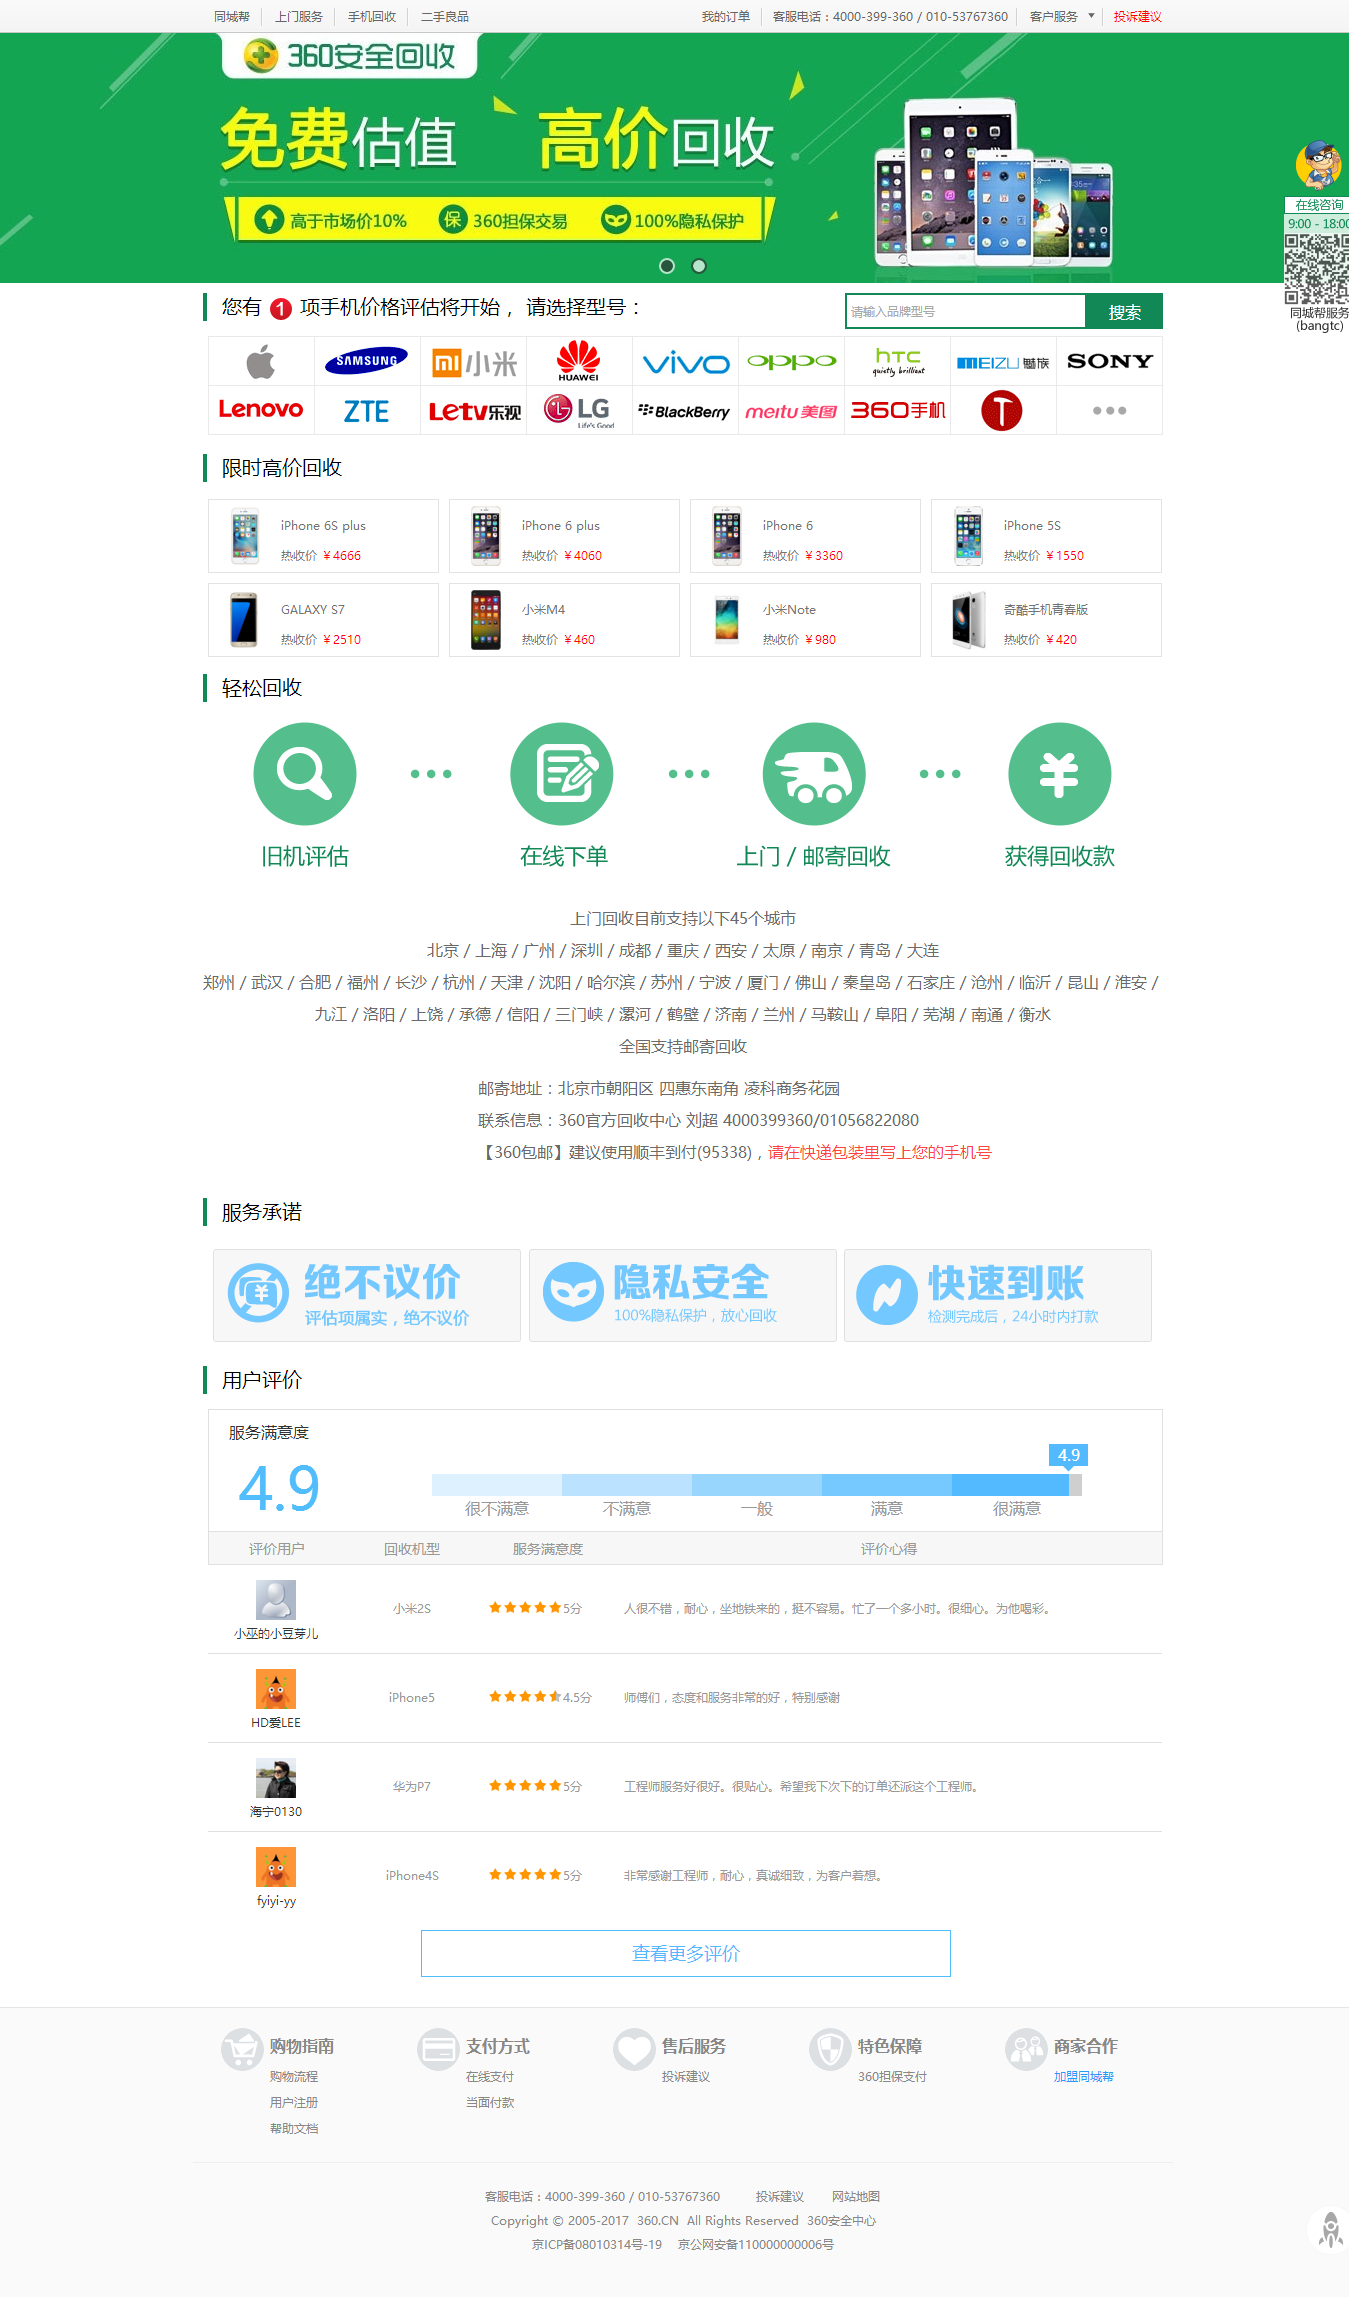 同城帮 上门服务 手机回收 二手良品 我的订单 客服电话：4000-399-360 / 010-53767360 客户服务 投诉建议
360安全回收
免费估值 高价回收
高于市场价10% 保 360担保交易 100%隐私保护
在线咨询
9:00 - 18:00
同城帮服务
(bangtc)
您有 1 项手机价格评估将开始，请选择型号：
请输入品牌型号 搜索
SAMSUNG 小米 HUAWEI vivo oppo htc quietly brilliant MEIZU 魅族 SONY
Lenovo ZTE Letv乐视 LG Life's Good BlackBerry meitu美图 360手机 T
限时高价回收
iPhone 6S plus iPhone 6 plus iPhone 6 iPhone 5S
热收价 ￥4666 热收价 ￥4060 热收价 ￥3360 热收价 ￥1550
GALAXY S7 小米M4 小米Note 奇酷手机青春版
热收价 ￥2510 热收价 ￥460 热收价 ￥980 热收价 ￥420
轻松回收
旧机评估 在线下单 上门 / 邮寄回收 获得回收款
上门回收目前支持以下45个城市
北京 / 上海 / 广州 / 深圳 / 成都 / 重庆 / 西安 / 太原 / 南京 / 青岛 / 大连
郑州 / 武汉 / 合肥 / 福州 / 长沙 / 杭州 / 天津 / 沈阳 / 哈尔滨 / 苏州 / 宁波 / 厦门 / 佛山 / 秦皇岛 / 石家庄 / 沧州 / 临沂 / 昆山 / 淮安 /
九江 / 洛阳 / 上饶 / 承德 / 信阳 / 三门峡 / 漯河 / 鹤壁 / 济南 / 兰州 / 马鞍山 / 阜阳 / 芜湖 / 南通 / 衡水
全国支持邮寄回收
邮寄地址：北京市朝阳区 四惠东南角 凌科商务花园
联系信息：360官方回收中心 刘超 4000399360/01056822080
【360包邮】建议使用顺丰到付(95338)，请在快递包装里写上您的手机号
服务承诺
绝不议价 隐私安全 快速到账
评估项属实，绝不议价 100%隐私保护，放心回收 检测完成后，24小时内打款
用户评价
服务满意度
4.9
4.9
很不满意 不满意 一般 满意 很满意
评价用户 回收机型 服务满意度 评价心得
小米2S 5分 人很不错，耐心，坐地铁来的，挺不容易。忙了一个多小时。很细心。为他喝彩。
小巫的小豆芽儿
iPhone5 4.5分 师傅们，态度和服务非常的好，特别感谢
HD爱LEE
华为P7 5分 工程师服务好很好。很贴心。希望我下次下的订单还派这个工程师。
海宁0130
iPhone4S 5分 非常感谢工程师，耐心，真诚细致，为客户着想。
fyiyi-yy
查看更多评价
购物指南 支付方式 售后服务 特色保障 商家合作
购物流程 在线支付 投诉建议 360担保支付 加盟同城帮
用户注册 当面付款
帮助文档
客服电话：4000-399-360 / 010-53767360 投诉建议 网站地图
Copyright © 2005-2017 360.CN All Rights Reserved 360安全中心
京ICP备08010314号-19 京公网安备110000000006号